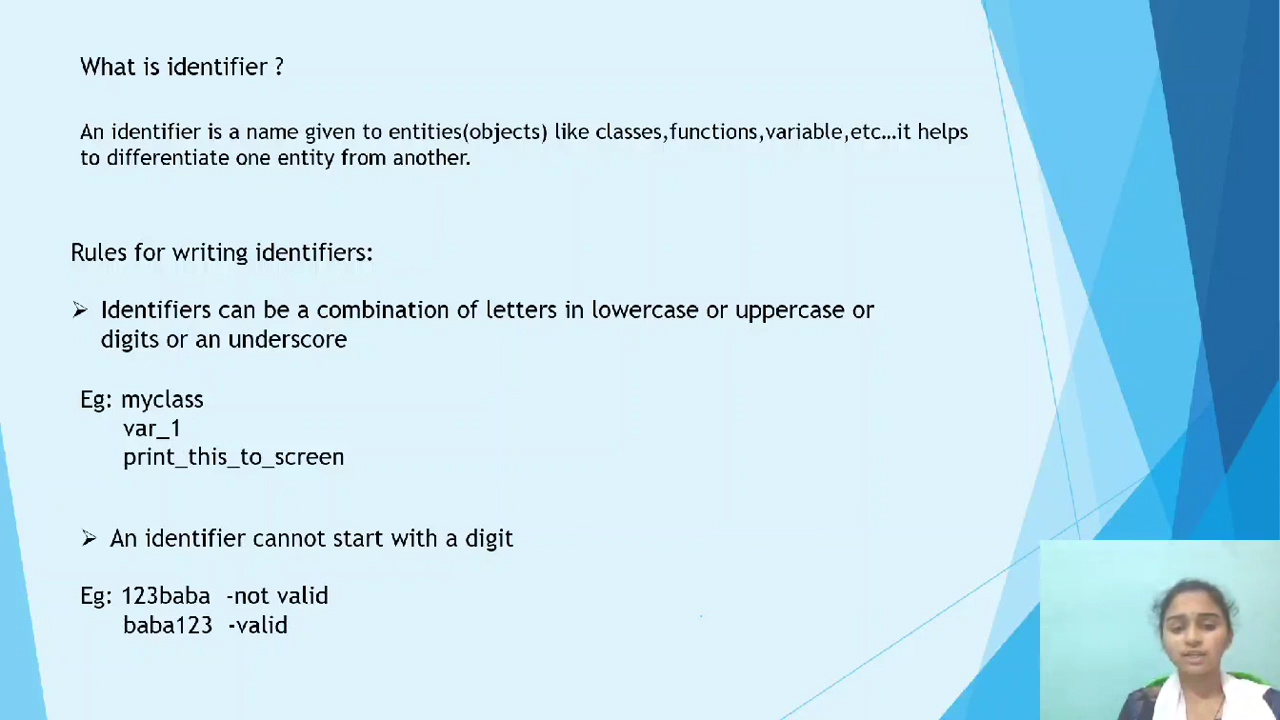 What is identifier ?
An identifier is a name given to entities(objects) like classes,functions,variable,etc…it helps
to differentiate one entity from another.
Rules for writing identifiers:
➢ Identifiers can be a combination of letters in lowercase or uppercase or
digits or an underscore
Eg: myclass
var_1
print_this_to_screen
➢ An identifier cannot start with a digit
Eg: 123baba -not valid
baba123 -valid